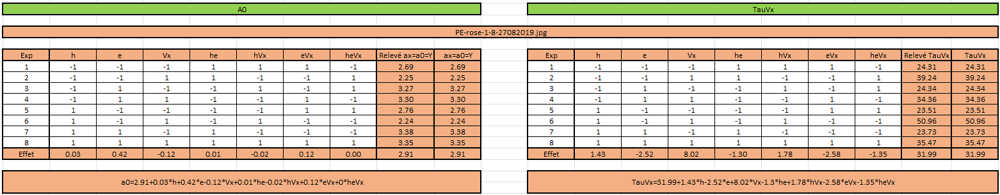 A0 TauVx
PE-rose-1-8-27082019.jpg
Exp h e Vx he hVx eVx heVx Relevé ax=a0=Y ax=a0=Y Exp h e Vx he hVx eVx heVx Relevé TauVx TauVx
1 -1 -1 -1 1 1 1 -1 2.69 2.69 1 -1 -1 -1 1 1 1 -1 24.31 24.31
2 -1 -1 1 1 -1 -1 1 2.25 2.25 2 -1 -1 1 1 -1 -1 1 39.24 39.24
3 -1 1 -1 -1 1 -1 1 3.27 3.27 3 -1 1 -1 -1 1 -1 1 24.34 24.34
4 -1 1 1 -1 -1 1 -1 3.30 3.30 4 -1 1 1 -1 -1 1 -1 34.36 34.36
5 1 -1 -1 -1 -1 1 1 2.76 2.76 5 1 -1 -1 -1 -1 1 1 23.51 23.51
6 1 -1 1 -1 1 -1 -1 2.24 2.24 6 1 -1 1 -1 1 -1 -1 50.96 50.96
7 1 1 -1 1 -1 -1 -1 3.38 3.38 7 1 1 -1 1 -1 -1 -1 23.73 23.73
8 1 1 1 1 1 1 1 3.35 3.35 8 1 1 1 1 1 1 1 35.47 35.47
Effet 0.03 0.42 -0.12 0.01 -0.02 0.12 0.00 2.91 2.91 Effet 1.43 -2.52 8.02 -1.30 1.78 -2.58 -1.35 31.99 31.99
a0=2.91+0.03*h+0.42*e-0.12*Vx+0.01*he-0.02*hVx+0.12*eVx+0*heVx TauVx=31.99+1.43*h-2.52*e+8.02*Vx-1.3*he+1.78*hVx-2.58*eVx-1.35*heVx